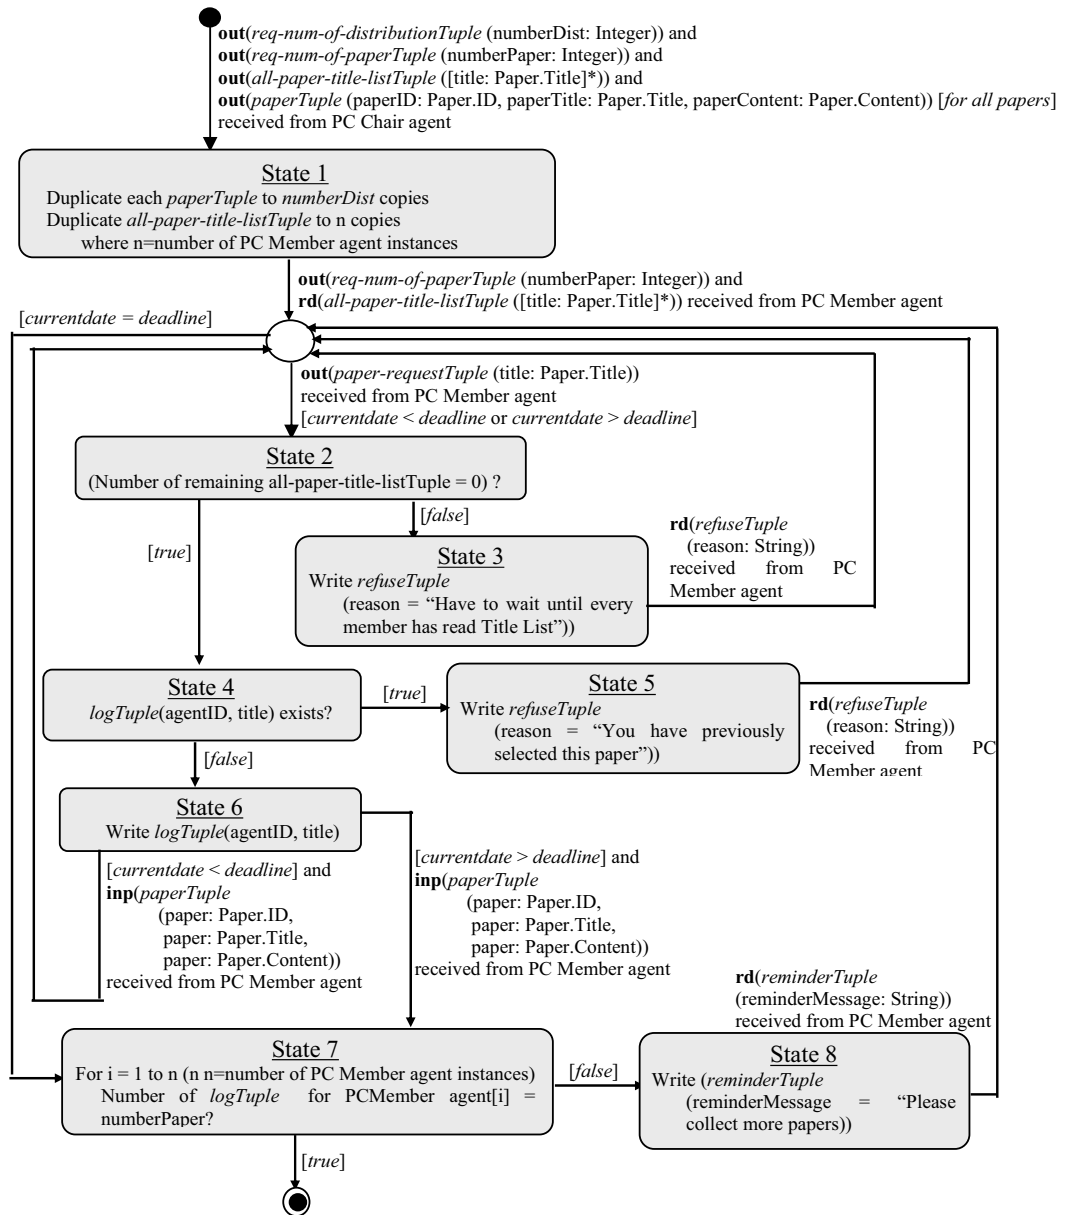 out(req-num-of-distributionTuple (numberDist: Integer)) and
out(req-num-of-paperTuple (numberPaper: Integer)) and
out(all-paper-title-listTuple ([title: Paper.Title]*)) and
out(paperTuple (paperID: Paper.ID, paperTitle: Paper.Title, paperContent: Paper.Content)) [for all papers]
received from PC Chair agent
State 1
Duplicate each paperTuple to numberDist copies
Duplicate all-paper-title-listTuple to n copies
where n=number of PC Member agent instances
out(req-num-of-paperTuple (numberPaper: Integer)) and
rd(all-paper-title-listTuple ([title: Paper.Title]*)) received from PC Member agent
[currentdate = deadline]
out(paper-requestTuple (title: Paper.Title))
received from PC Member agent
[currentdate < deadline or currentdate > deadline]
State 2
(Number of remaining all-paper-title-listTuple = 0) ?
[false]
[true]
State 3
Write refuseTuple
(reason = “Have to wait until every
member has read Title List”))
rd(refuseTuple
(reason: String))
received from PC
Member agent
State 4
logTuple(agentID, title) exists?
[true]
State 5
Write refuseTuple
(reason = “You have previously
selected this paper”))
rd(refuseTuple
(reason: String))
received from PC
Member agent
[false]
State 6
Write logTuple(agentID, title)
[currentdate < deadline] and
inp(paperTuple
(paper: Paper.ID,
paper: Paper.Title,
paper: Paper.Content))
received from PC Member agent
[currentdate > deadline] and
inp(paperTuple
(paper: Paper.ID,
paper: Paper.Title,
paper: Paper.Content))
received from PC Member agent
rd(reminderTuple
(reminderMessage: String))
received from PC Member agent
State 7
For i = 1 to n (n n=number of PC Member agent instances)
Number of logTuple for PCMember agent[i] =
numberPaper?
[false]
State 8
Write (reminderTuple
(reminderMessage = “Please
collect more papers))
[true]